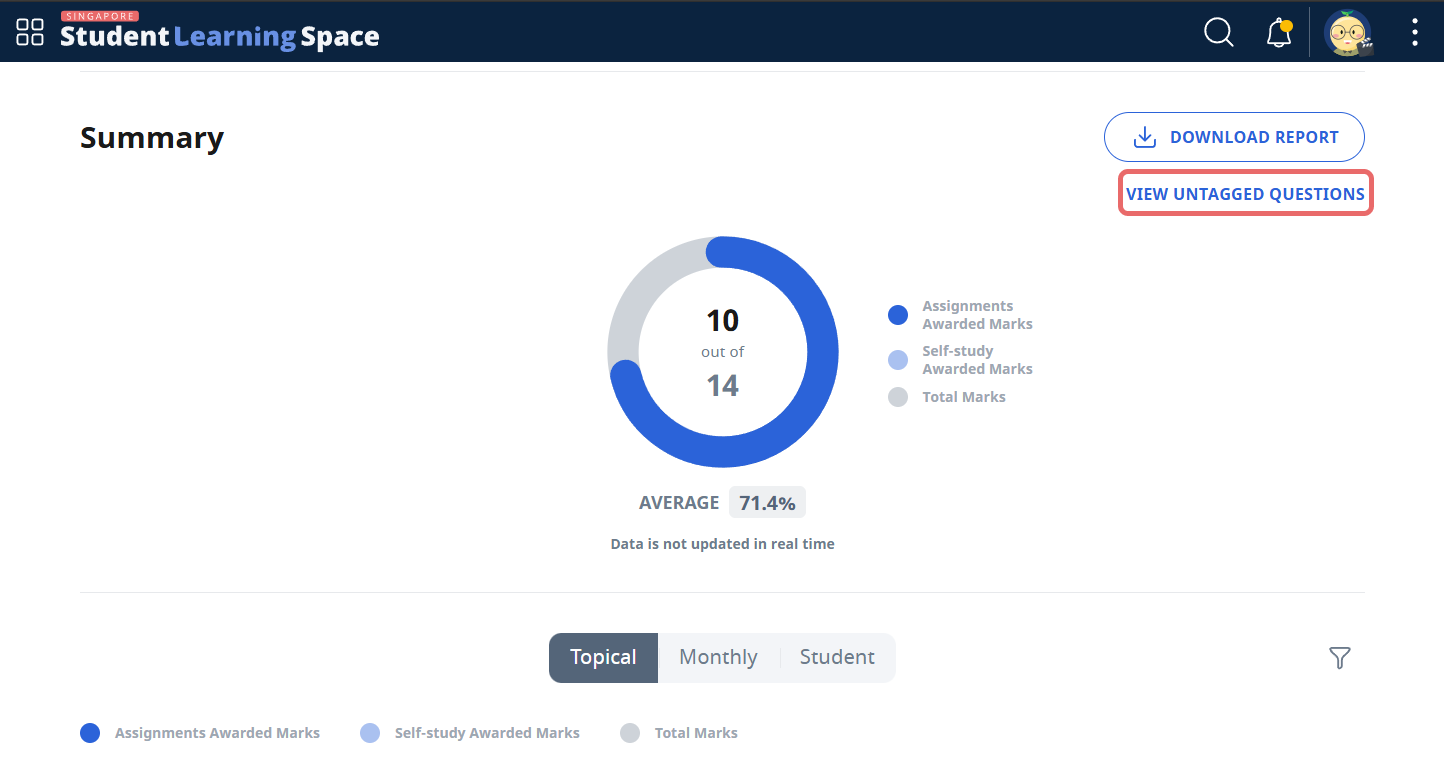 SINGAPORE
Student Learning Space
Summary
DOWNLOAD REPORT
VIEW UNTAGGED QUESTIONS
10
out of
14
Assignments
Awarded Marks
Self-study
Awarded Marks
Total Marks
AVERAGE 71.4%
Data is not updated in real time
Topical Monthly Student
Assignments Awarded Marks Self-study Awarded Marks Total Marks